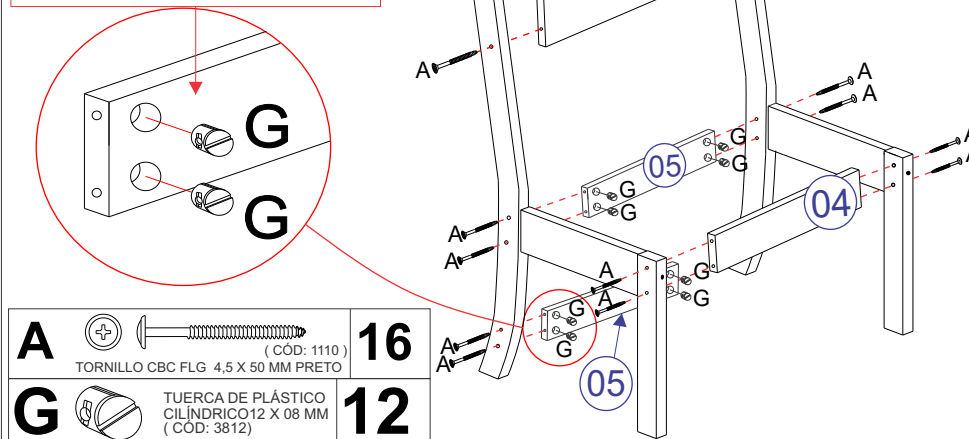 G
G
A
A
A
A
A
G
G
05
G
G
04
A
A
A
A
G
G
G
G
A
A
05
A ( CÓD: 1110 ) 16
TORNILLO CBC FLG 4,5 X 50 MM PRETO
G TUERCA DE PLÁSTICO 12
CILÍNDRICO12 X 08 MM
( CÓD: 3812)